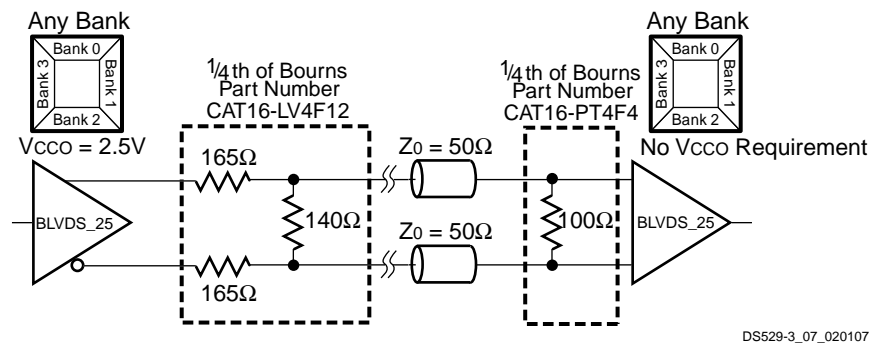 Any Bank
Bank 0
Bank 3
Bank 1
Bank 2
VCCO = 2.5V
1/4th of Bourns
Part Number
CAT16-LV4F12
1/4th of Bourns
Part Number
CAT16-PT4F4
Any Bank
Bank 0
Bank 3
Bank 1
Bank 2
No VCCO Requirement
165Ω
Z0 = 50Ω
BLVDS_25
140Ω
100Ω
BLVDS_25
Z0 = 50Ω
165Ω
DS529-3_07_020107